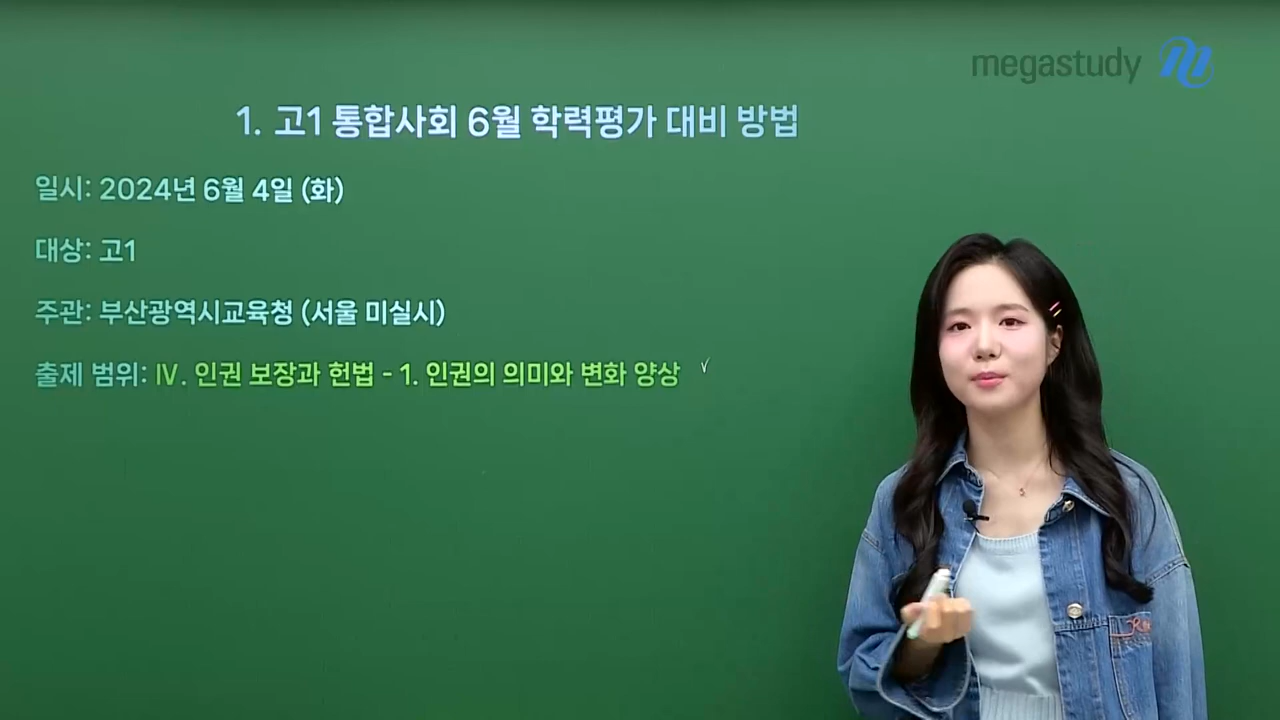 megastudy
1. 고1 통합사회 6월 학력평가 대비 방법
일시: 2024년 6월 4일 (화)
대상: 고1
주관: 부산광역시교육청 (서울 미실시)
출제 범위: Ⅳ. 인권 보장과 헌법 - 1. 인권의 의미와 변화 양상